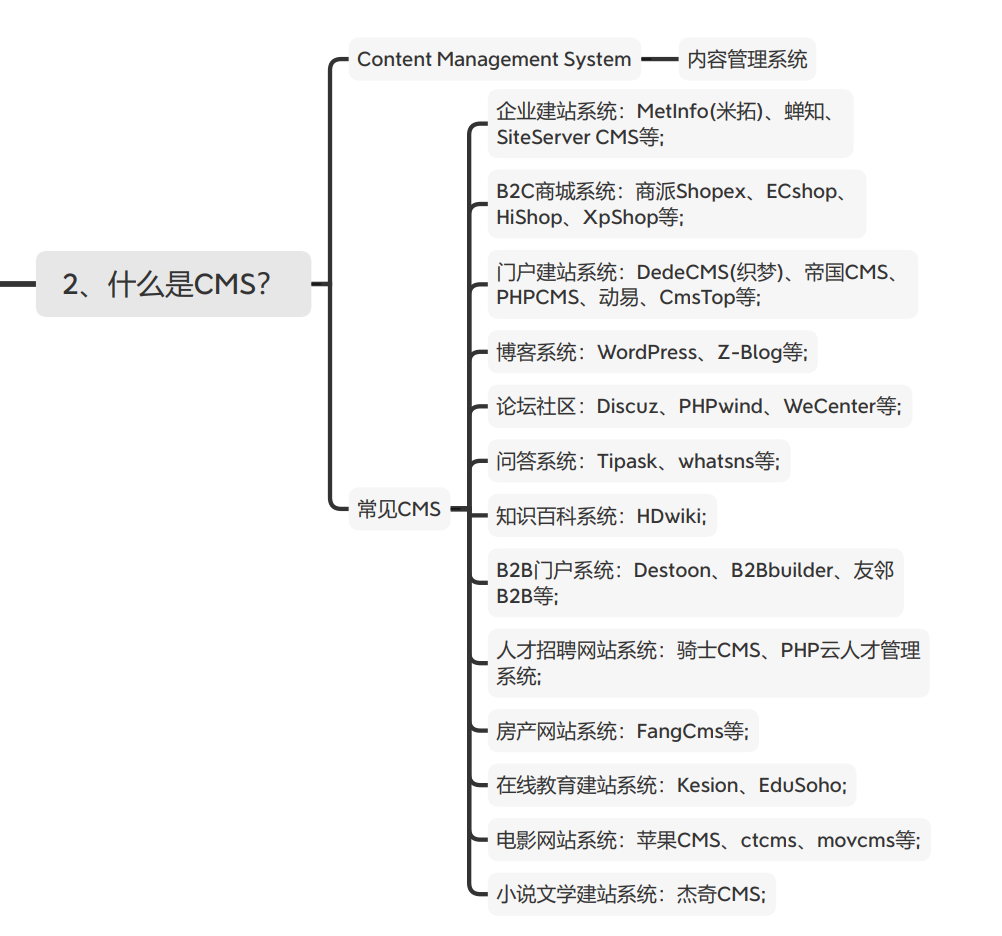 Content Management System
内容管理系统
2、什么是CMS?
常见CMS
企业建站系统：MetInfo(米拓)、蝉知、
SiteServer CMS等;
B2C商城系统：商派Shopex、ECshop、
HiShop、XpShop等;
门户建站系统：DedeCMS(织梦)、帝国CMS、
PHPCMS、动易、CmsTop等;
博客系统：WordPress、Z-Blog等;
论坛社区：Discuz、PHPwind、WeCenter等;
问答系统：Tipask、whatsns等;
知识百科系统：HDwiki;
B2B门户系统：Destoon、B2Bbuilder、友邻
B2B等;
人才招聘网站系统：骑士CMS、PHP云人才管理
系统;
房产网站系统：FangCms等;
在线教育建站系统：Kesion、EduSoho;
电影网站系统：苹果CMS、ctcms、movcms等;
小说文学建站系统：杰奇CMS;